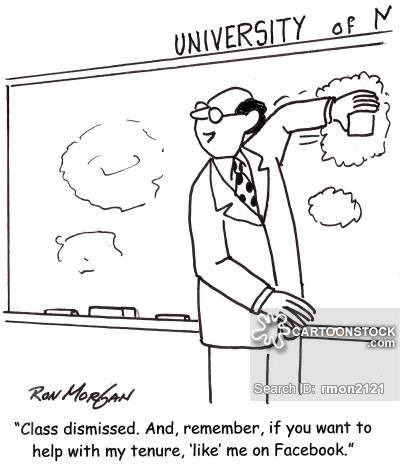 UNIVERSITY of N
RON MORGAN
CARTOONSTOCK
.com
Search ID: rmon2121
"Class dismissed. And, remember, if you want to
help with my tenure, 'like' me on Facebook."